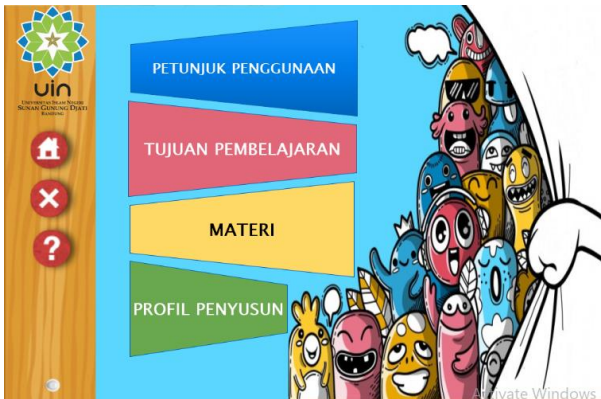 uin
UNIVERSITAS ISLAM NEGERI
SUNAN GUNUNG DJATI
BANDUNG
PETUNJUK PENGGUNAAN
TUJUAN PEMBELAJARAN
MATERI
PROFIL PENYUSUN
?
Activate Windows